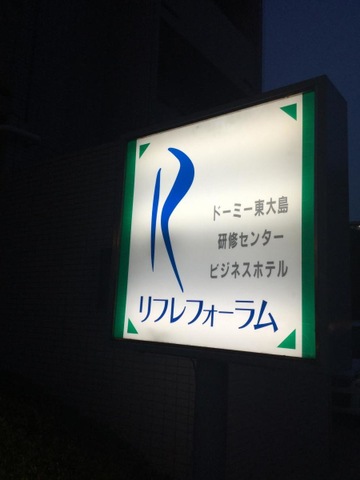 R
ドーミー東大島
研修センター
ビジネスホテル
リフレフォーラム